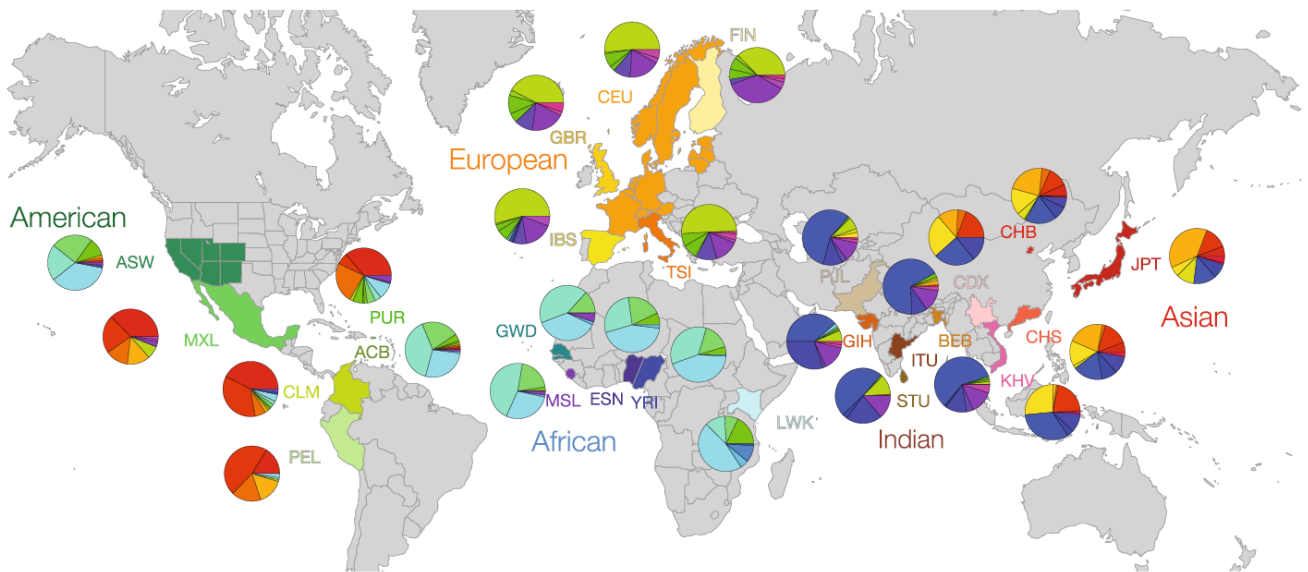 FIN
CEU
GBR
European
American
ASW
IBS
TSI
CHB
JPT
PJL
CDX
Asian
PUR
MXL
ACB
GWD
GIH
BEB
CHS
ITU
KHV
CLM
MSL
ESN
YRI
STU
LWK
African
Indian
PEL